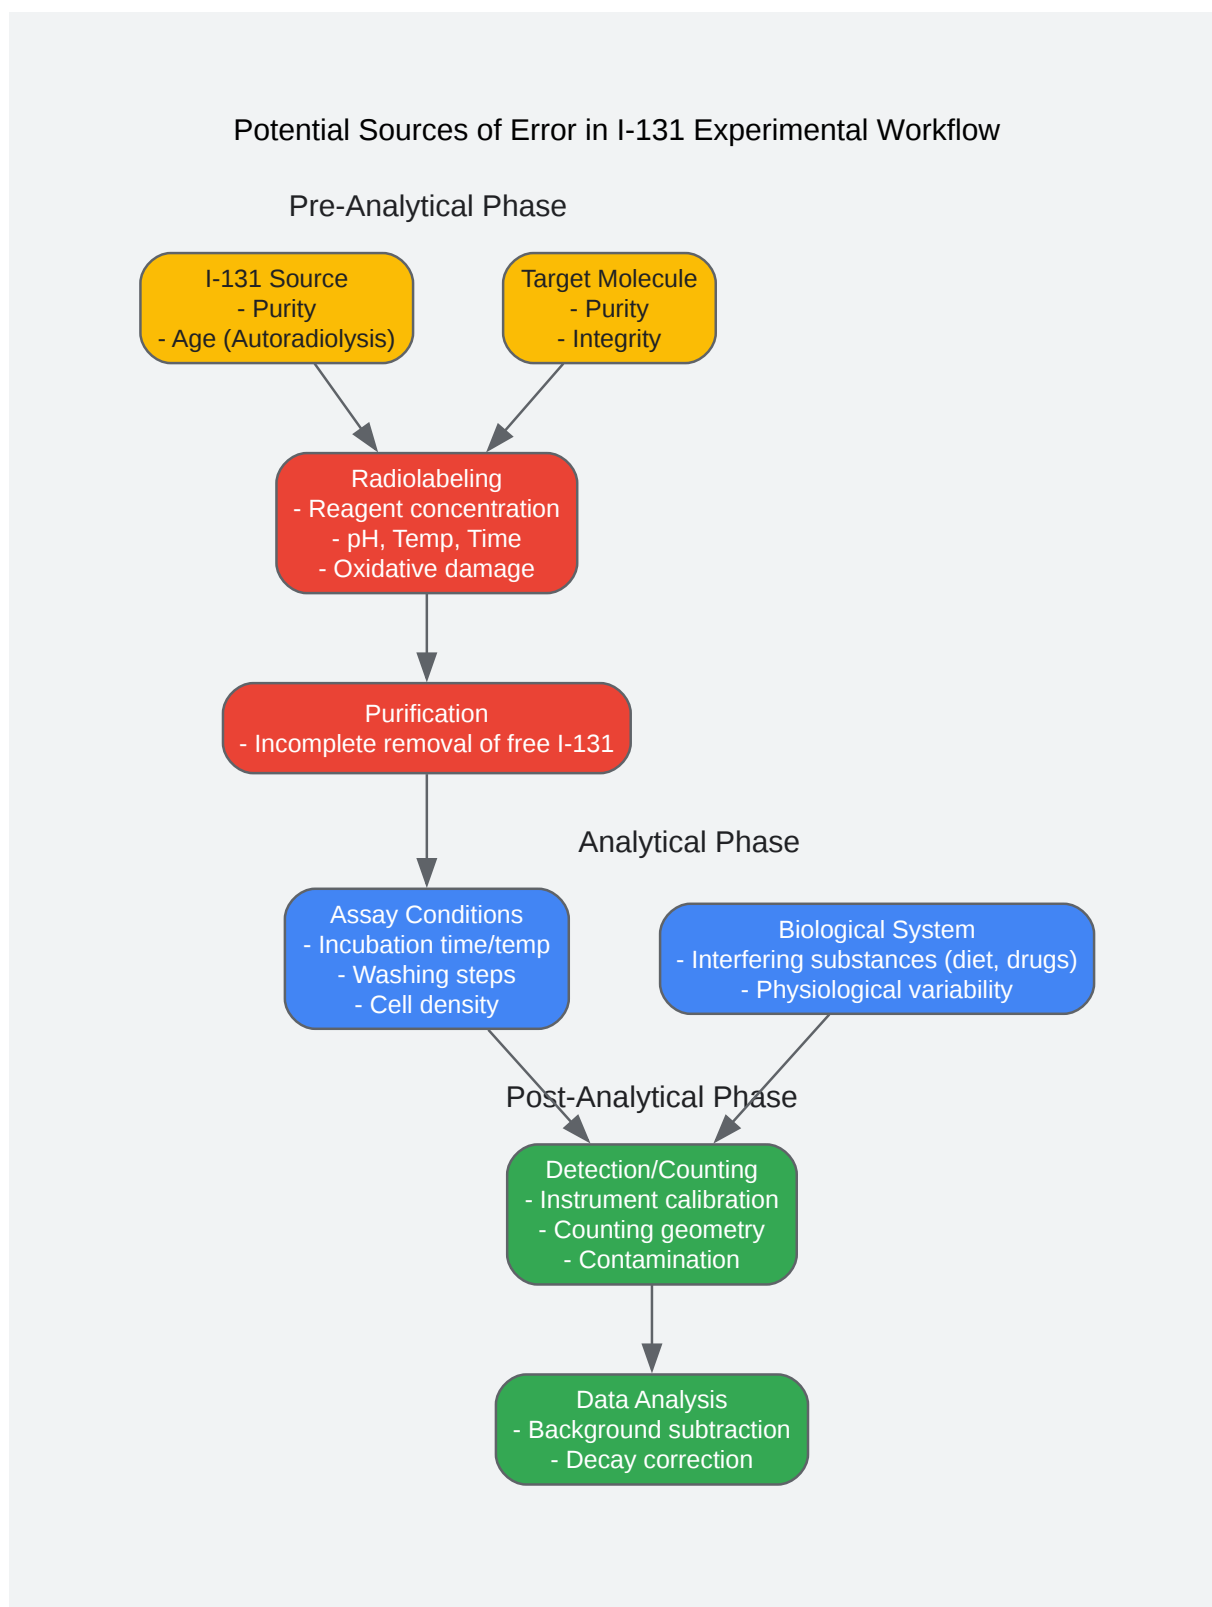 Potential Sources of Error in I-131 Experimental Workflow
Pre-Analytical Phase
I-131 Source
- Purity
- Age (Autoradiolysis)
Target Molecule
- Purity
- Integrity
Radiolabeling
- Reagent concentration
- pH, Temp, Time
- Oxidative damage
Purification
- Incomplete removal of free I-131
Analytical Phase
Assay Conditions
- Incubation time/temp
- Washing steps
- Cell density
Biological System
- Interfering substances (diet, drugs)
- Physiological variability
Post-Analytical Phase
Detection/Counting
- Instrument calibration
- Counting geometry
- Contamination
Data Analysis
- Background subtraction
- Decay correction